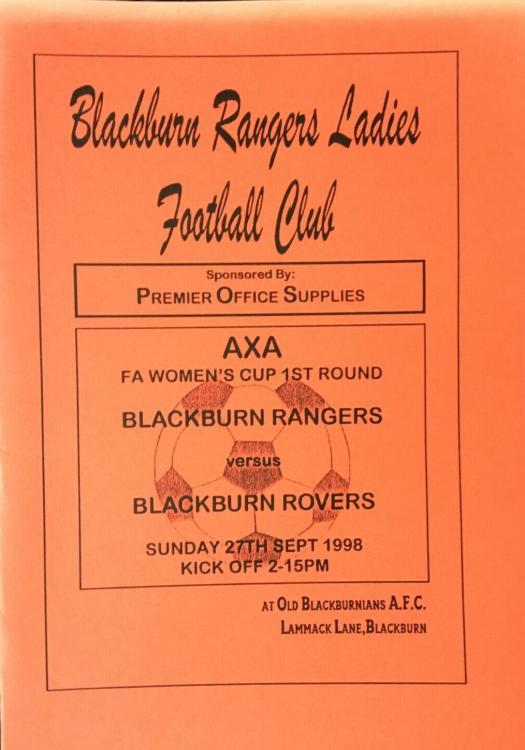 Blackburn Rangers Ladies
Football Club
Sponsored By:
PREMIER OFFICE SUPPLIES
AXA
FA WOMEN'S CUP 1ST ROUND
BLACKBURN RANGERS
versus
BLACKBURN ROVERS
SUNDAY 27TH SEPT 1998
KICK OFF 2-15PM
AT OLD BLACKBURNIANS A.F.C.
LAMMACK LANE,BLACKBURN